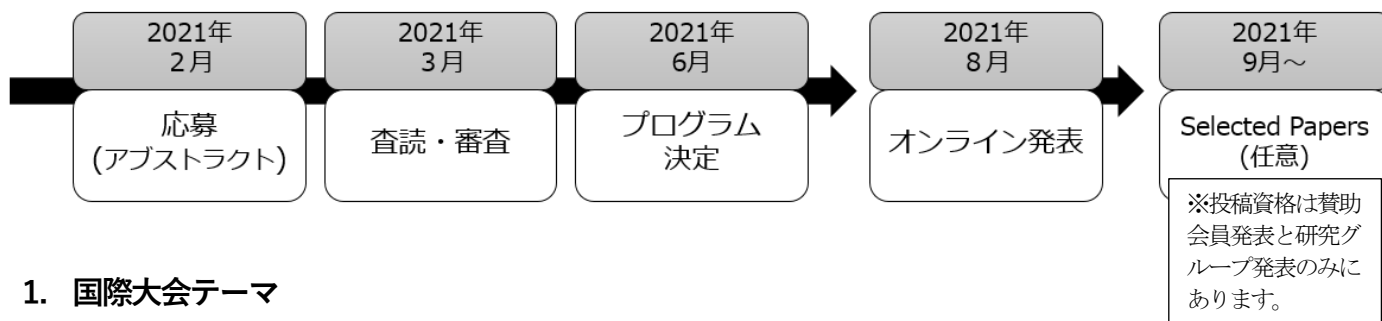 2021年
2月
応募
(アブストラクト)
2021年
3月
査読・審査
2021年
6月
プログラム
決定
2021年
8月
オンライン発表
2021年
9月～
Selected Papers
(任意)
※投稿資格は賛助
会員発表と研究グ
ループ発表のみに
あります。
1. 国際大会テーマ